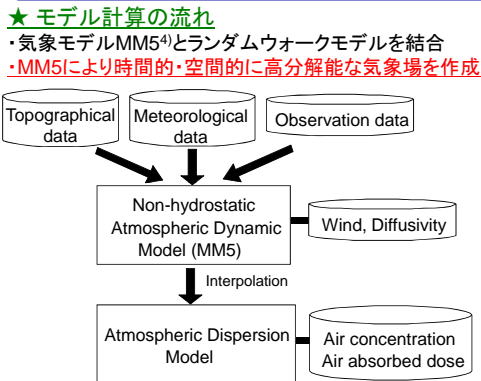 ★ モデル計算の流れ
・気象モデルMM54)とランダムウォークモデルを結合
・MM5により時間的・空間的に高分解能な気象場を作成
Topographical
data
Meteorological
data
Observation data
Non-hydrostatic
Atmospheric Dynamic
Model (MM5)
Wind, Diffusivity
Interpolation
Atmospheric Dispersion
Model
Air concentration
Air absorbed dose